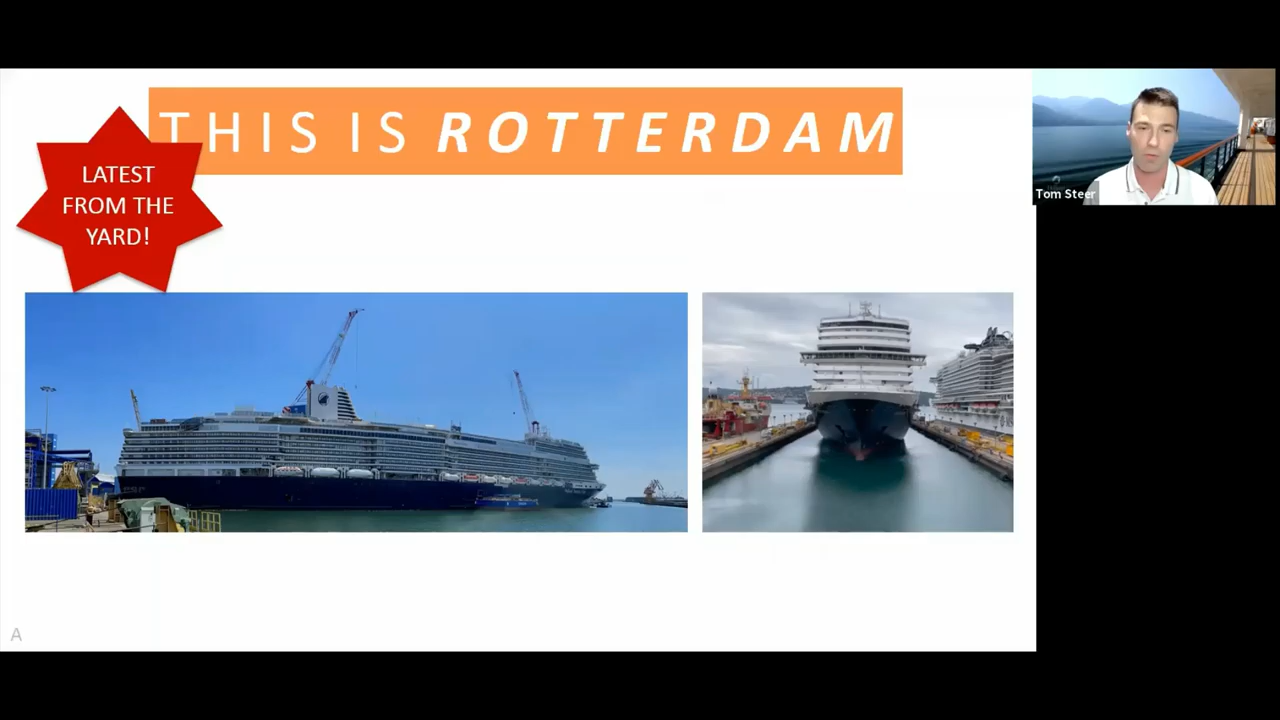 THIS IS ROTTERDAM
LATEST
FROM THE
YARD!
Tom Steer
A